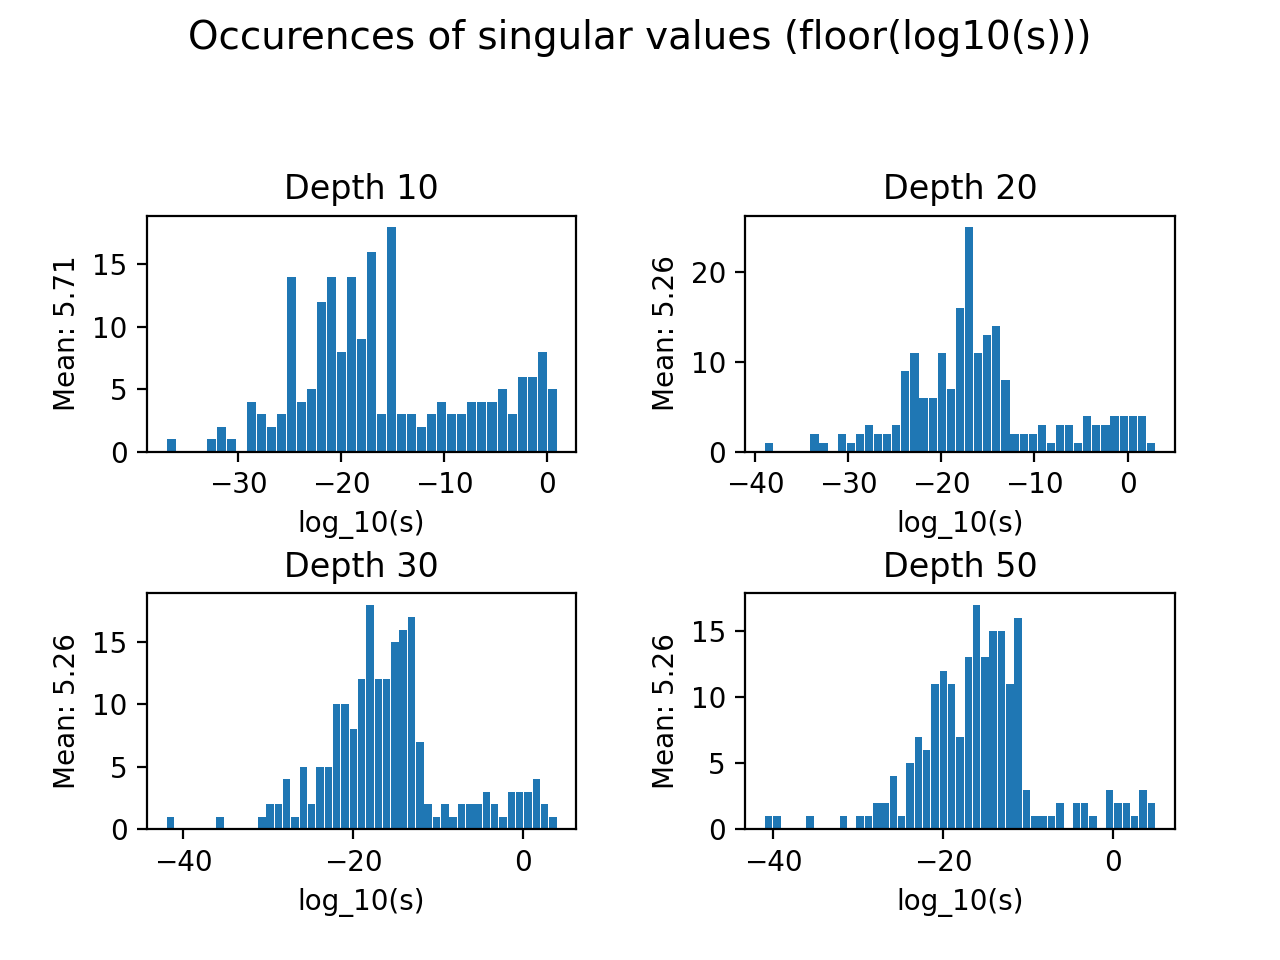 Occurences of singular values (floor(log10(s)))
Depth 10
Mean: 5.71
15
10
5
0
−30 −20 −10 0
log_10(s)
Depth 20
Mean: 5.26
20
10
0
−40 −30 −20 −10 0
log_10(s)
Depth 30
Mean: 5.26
15
10
5
0
−40 −20 0
log_10(s)
Depth 50
Mean: 5.26
15
10
5
0
−40 −20 0
log_10(s)